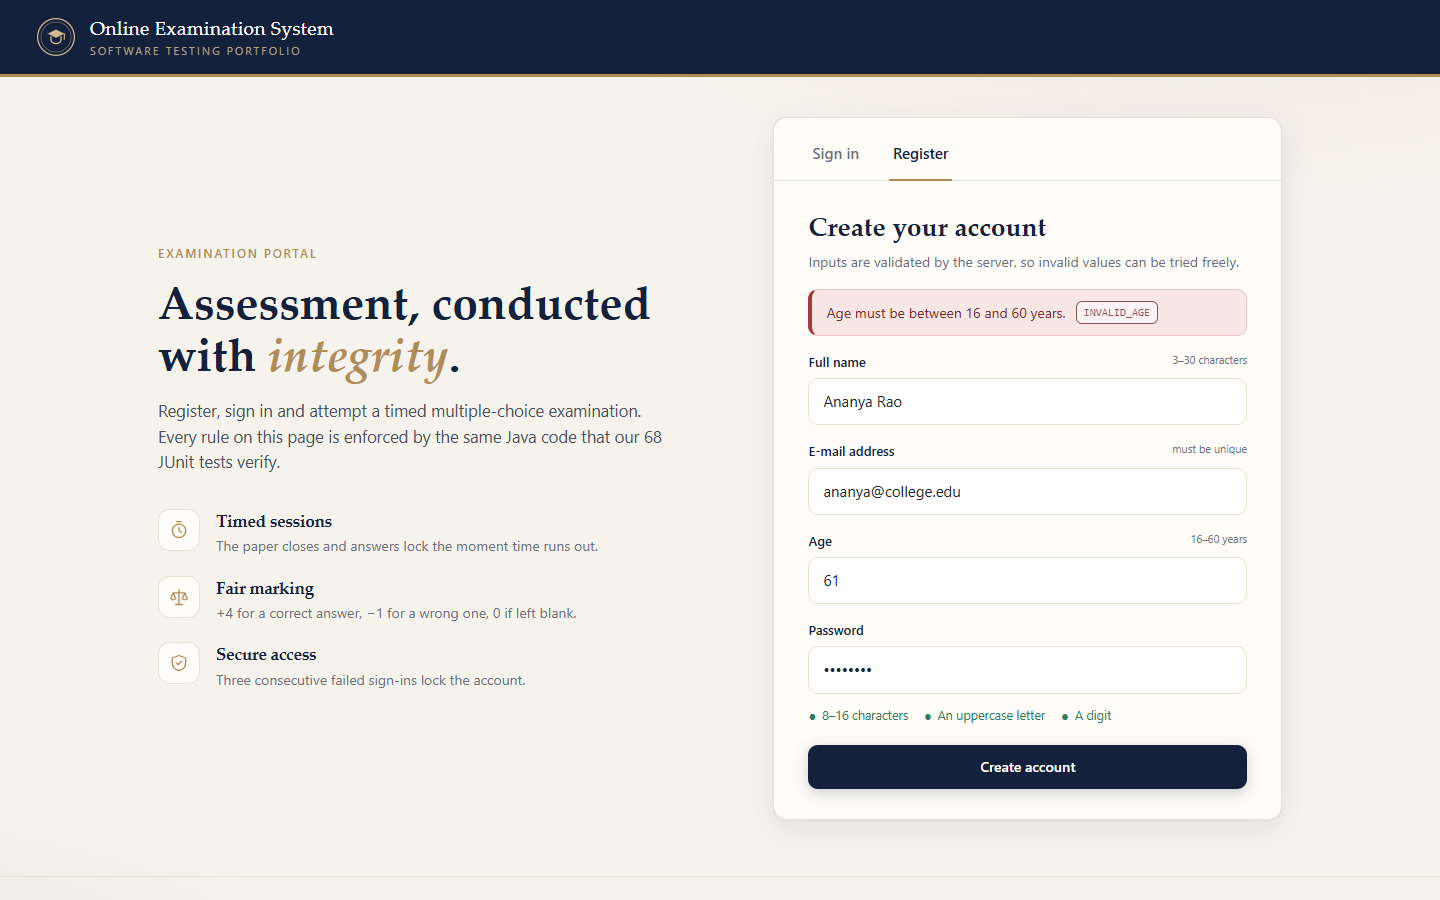 Online Examination System
SOFTWARE TESTING PORTFOLIO
EXAMINATION PORTAL
Assessment, conducted
with integrity.
Register, sign in and attempt a timed multiple-choice examination.
Every rule on this page is enforced by the same Java code that our 68
JUnit tests verify.
Timed sessions
The paper closes and answers lock the moment time runs out.
Fair marking
+4 for a correct answer, −1 for a wrong one, 0 if left blank.
Secure access
Three consecutive failed sign-ins lock the account.
Sign in Register
Create your account
Inputs are validated by the server, so invalid values can be tried freely.
Age must be between 16 and 60 years. INVALID_AGE
Full name 3–30 characters
Ananya Rao
E-mail address must be unique
ananya@college.edu
Age 16–60 years
61
Password
••••••••
8–16 characters An uppercase letter A digit
Create account